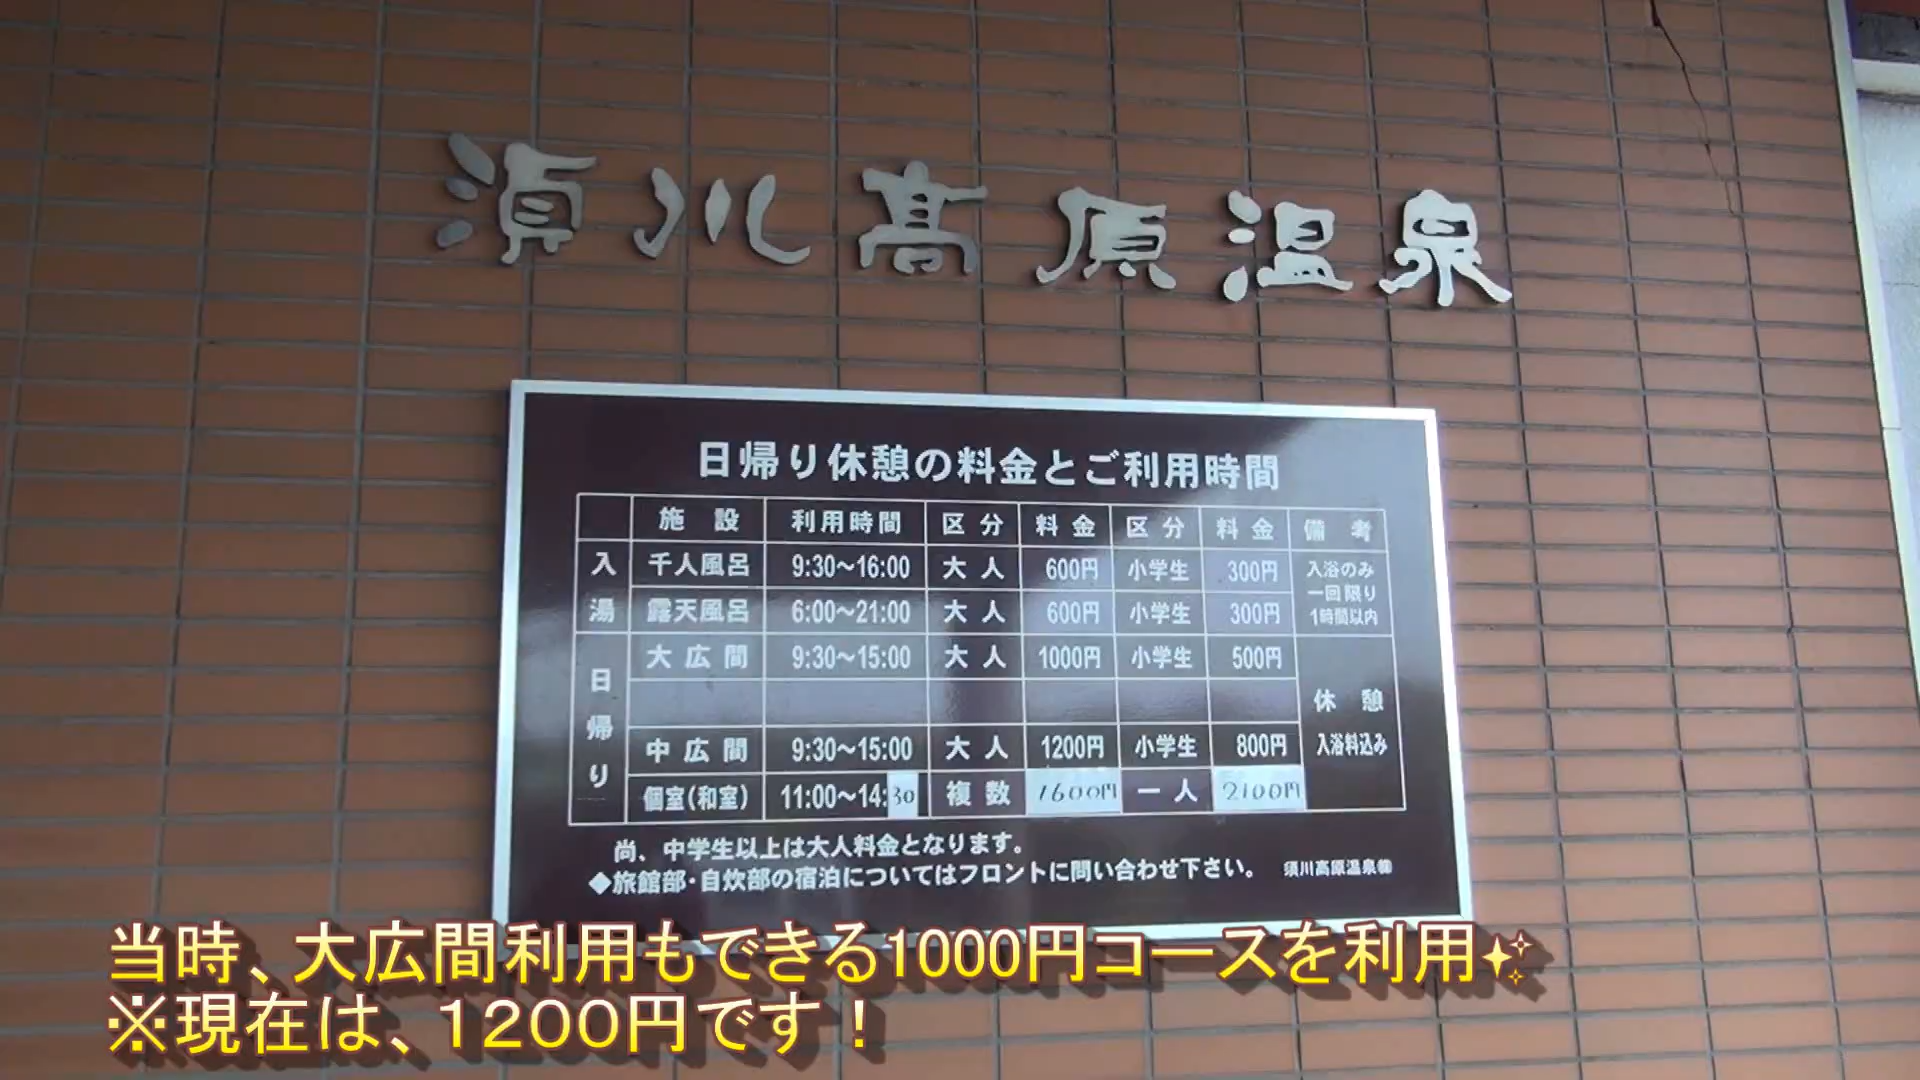 須川高原温泉
日帰り休憩の料金とご利用時間
施設 利用時間 区分 料金 区分 料金 備考
入湯 千人風呂 9:30〜16:00 大人 600円 小学生 300円 入浴のみ
一回限り
露天風呂 6:00〜21:00 大人 600円 小学生 300円 1時間以内
日帰り 大広間 9:30〜15:00 大人 1000円 小学生 500円
休憩
中広間 9:30〜15:00 大人 1200円 小学生 800円 入浴料込み
個室(和室) 11:00〜14:30 複数 1600円 一人 2100円
尚、中学生以上は大人料金となります。
◆旅館部・自炊部の宿泊についてはフロントに問い合わせ下さい。 須川高原温泉㈱
当時、大広間利用もできる1000円コースを利用✨
※現在は、1200円です！